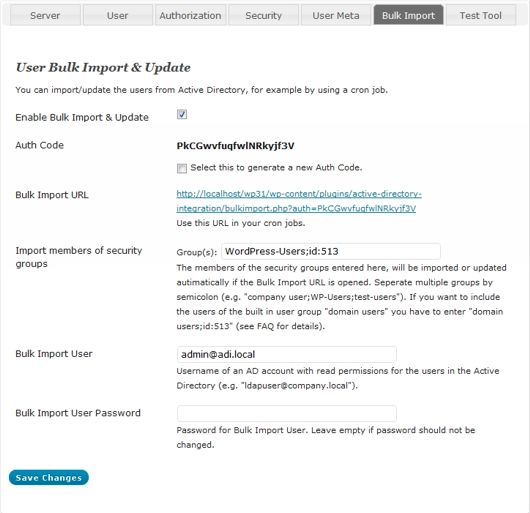 Server User Authorization Security User Meta Bulk Import Test Tool
User Bulk Import & Update
You can import/update the users from Active Directory, for example by using a cron job.
Enable Bulk Import & Update
Auth Code PkCGwvfuqfwlNRkyjf3V
Select this to generate a new Auth Code.
Bulk Import URL http://localhost/wp31/wp-content/plugins/active-directory-
integration/bulkimport.php?auth=PkCGwvfuqfwlNRkyjf3V
Use this URL in your cron jobs.
Import members of security Group(s): WordPress-Users;id:513
groups
The members of the security groups entered here, will be imported or updated
autimatically if the Bulk Import URL is opened. Seperate multiple groups by
semicolon (e.g. "company user;WP-Users;test-users"). If you want to include
the users of the built in user group "domain users" you have to enter "domain
users;id:513" (see FAQ for details).
Bulk Import User admin@adi.local
Username of an AD account with read permissions for the users in the Active
Directory (e.g. "ldapuser@company.local").
Bulk Import User Password
Password for Bulk Import User. Leave empty if password should not be
changed.
Save Changes